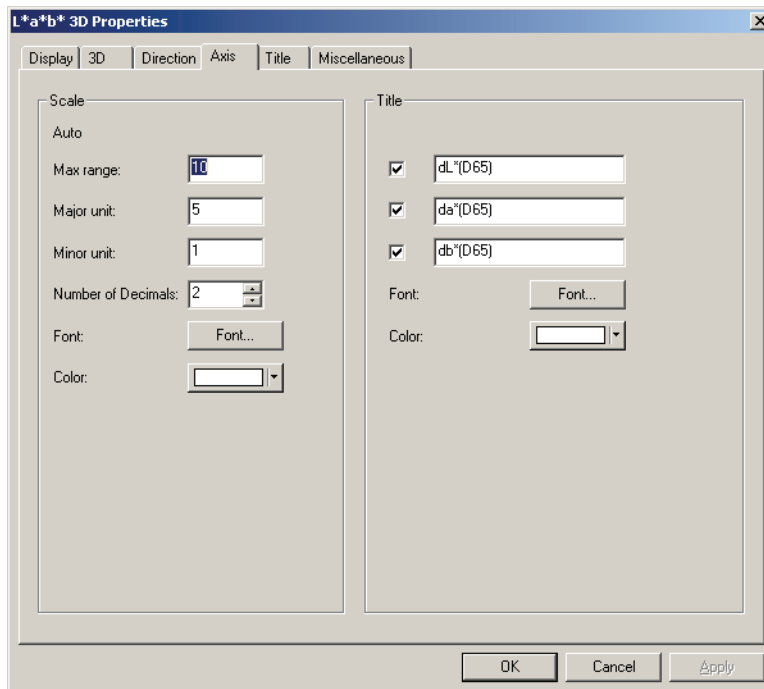 L*a*b* 3D Properties
Display 3D Direction Axis Title Miscellaneous
Scale
Auto
Max range: 10
Major unit: 5
Minor unit: 1
Number of Decimals: 2
Font: Font...
Color:
Title
dL*(D65)
da*(D65)
db*(D65)
Font: Font...
Color:
OK Cancel Apply